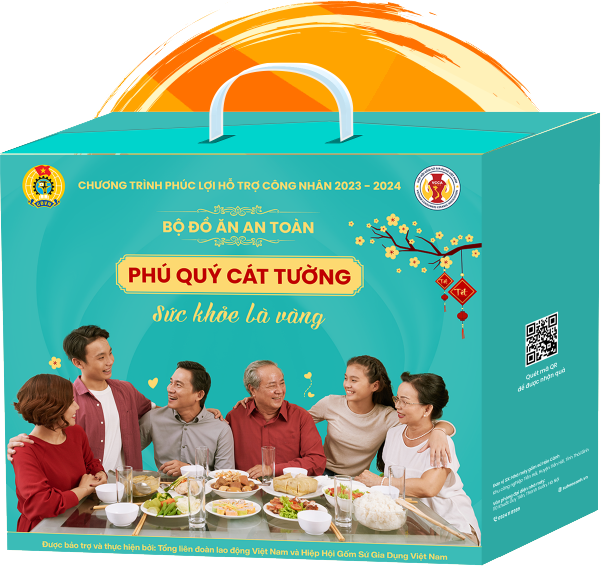 CHƯƠNG TRÌNH PHÚC LỢI HỖ TRỢ CÔNG NHÂN 2023 - 2024
BỘ ĐỒ ĂN AN TOÀN
PHÚ QUÝ CÁT TƯỜNG
Sức khỏe là vàng
Tết
Tết
Quét mã QR
để được nhận quà
Được bảo trợ và thực hiện bởi: Tổng liên đoàn lao động Việt Nam và Hiệp Hội Gốm Sứ Gia Dụng Việt Nam